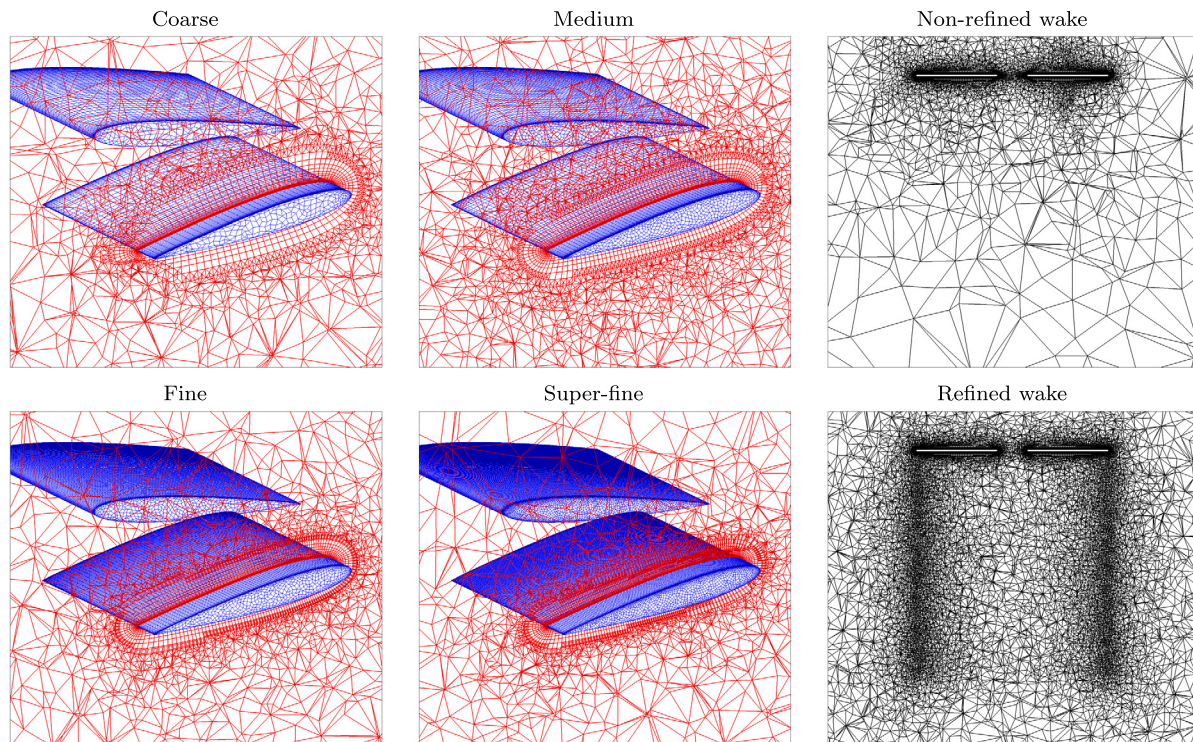 Coarse
Medium
Non-refined wake
Fine
Super-fine
Refined wake